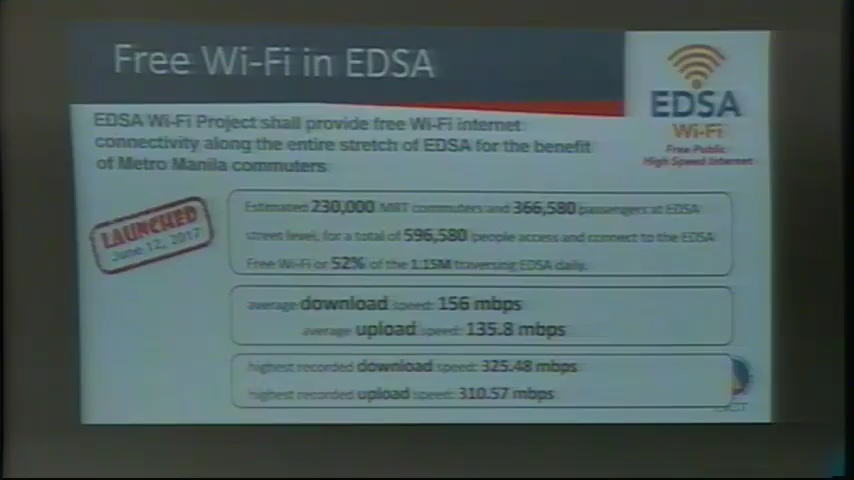 Free Wi-Fi in EDSA
EDSA
Wi-Fi
Free Public
High Speed Internet
EDSA Wi-Fi Project shall provide free Wi-Fi internet
connectivity along the entire stretch of EDSA for the benefit
of Metro Manila commuters
LAUNCHED
June 12, 2017
Estimated 230,000 MRT commuters and 366,580 passengers at EDSA
street level, for a total of 596,580 people access and connect to the EDSA
Free Wi-Fi or 52% of the 1.15M traversing EDSA daily.
average download speed: 156 mbps
average upload speed: 135.8 mbps
highest recorded download speed: 325.48 mbps
highest recorded upload speed: 310.57 mbps